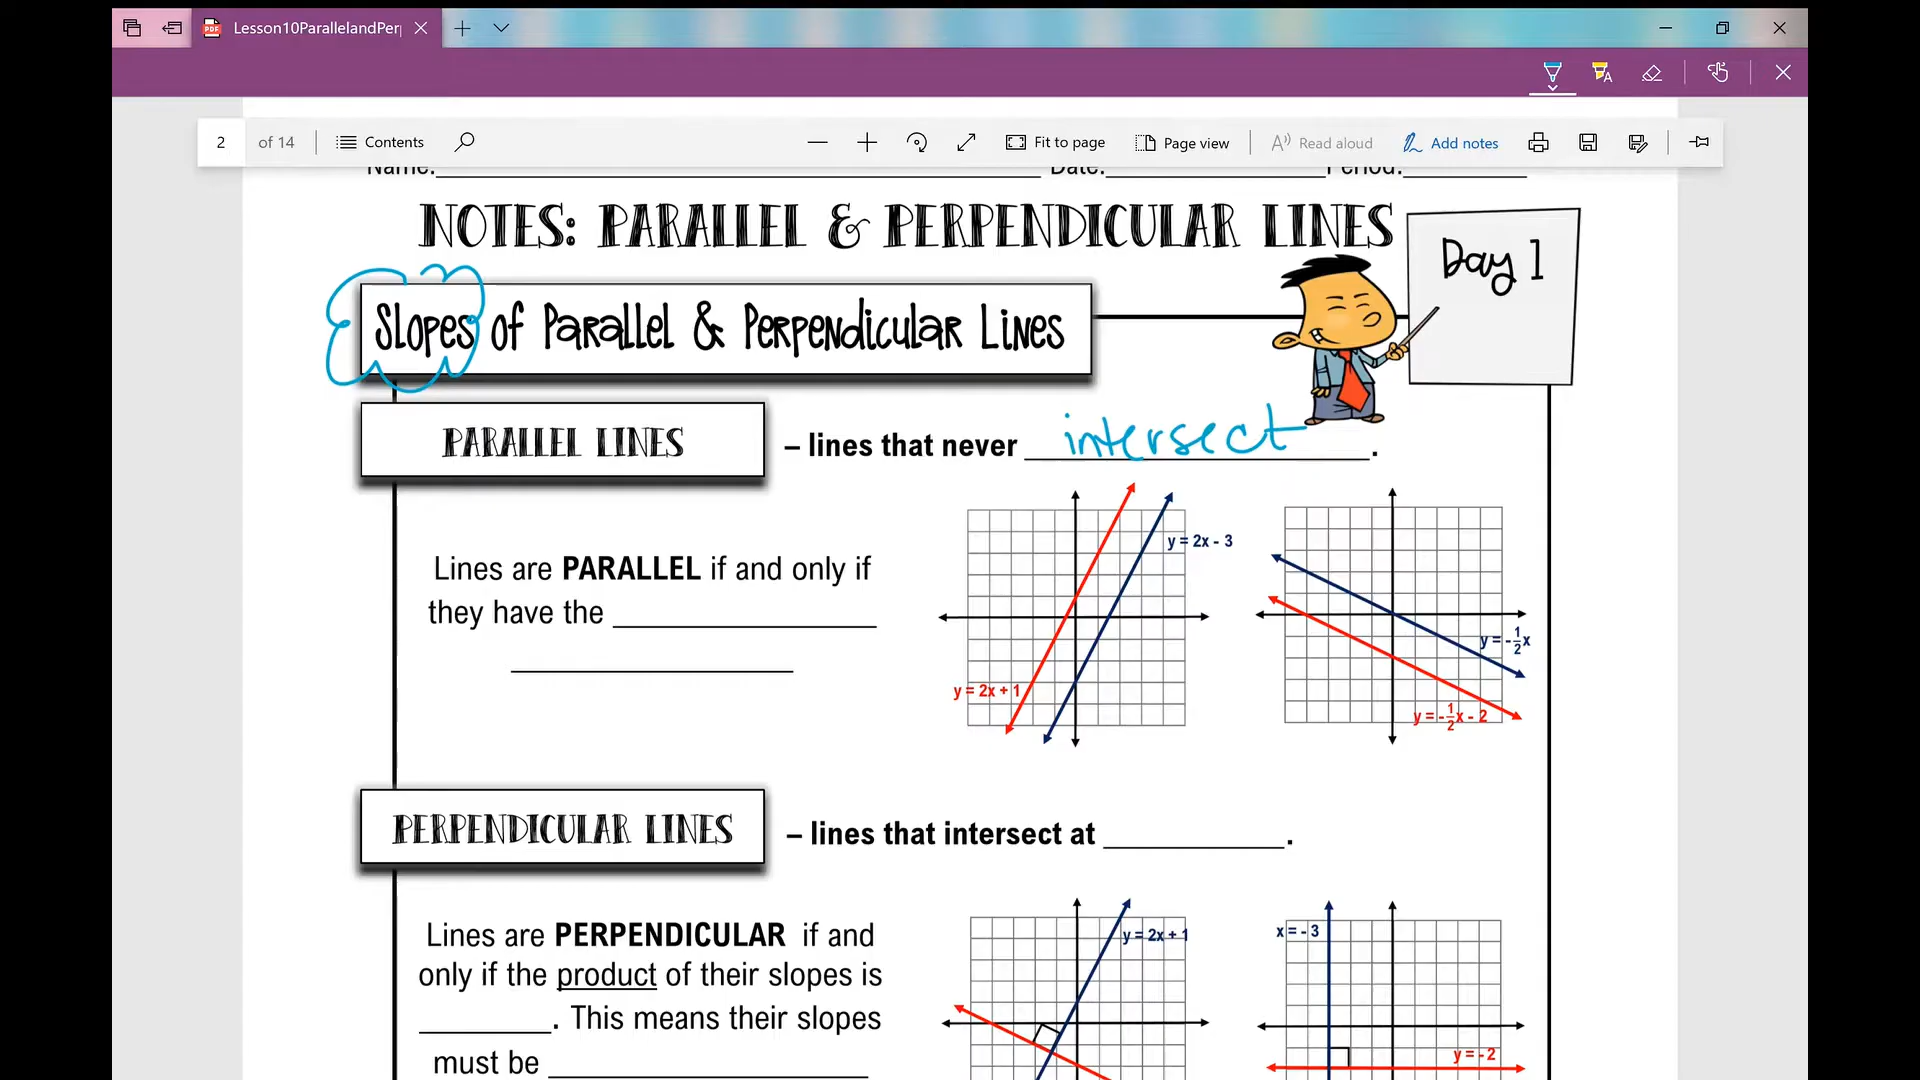 Lesson10ParallelandPer
2 of 14 Contents Fit to page Page view Read aloud Add notes
Name: Date: Period:
NOTES: PARALLEL & PERPENDICULAR LINES
Day 1
Slopes of Parallel & Perpendicular Lines
PARALLEL LINES – lines that never intersect.
Lines are PARALLEL if and only if
they have the
y = 2x - 3
y = 2x + 1
y = -1/2x
y = -1/2x - 2
PERPENDICULAR LINES – lines that intersect at .
Lines are PERPENDICULAR if and
only if the product of their slopes is
. This means their slopes
must be
y = 2x + 1
x = - 3
y = - 2